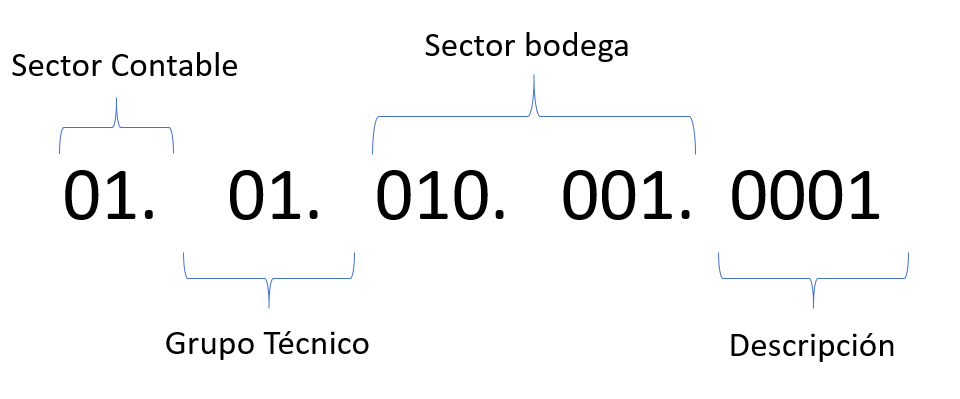 Sector bodega
Sector Contable
01. 01. 010. 001. 0001
Grupo Técnico
Descripción